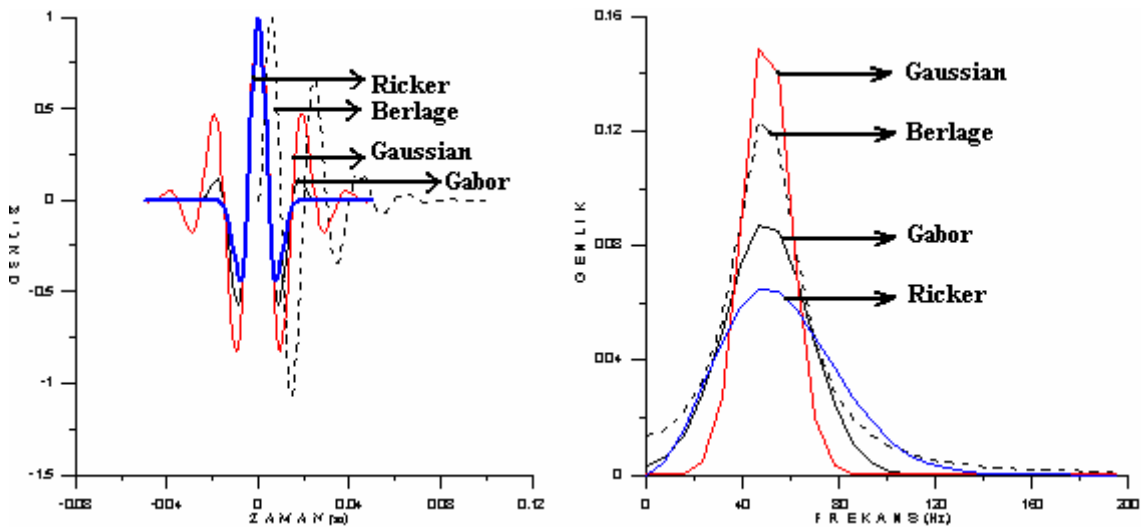 1
0.5
0
-0.5
-1
-1.5
GENLIK
Ricker
Berlage
Gaussian
Gabor
-0.08
-0.04
0
0.04
0.08
0.12
ZAMAN(sn)
0.16
0.12
0.08
0.04
0
GENLIK
Gaussian
Berlage
Gabor
Ricker
0
40
80
120
160
200
FREKANS(Hz)